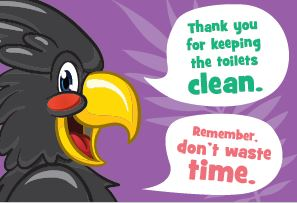 Thank you
for keeping
the toilets
clean.
Remember,
don't waste
time.